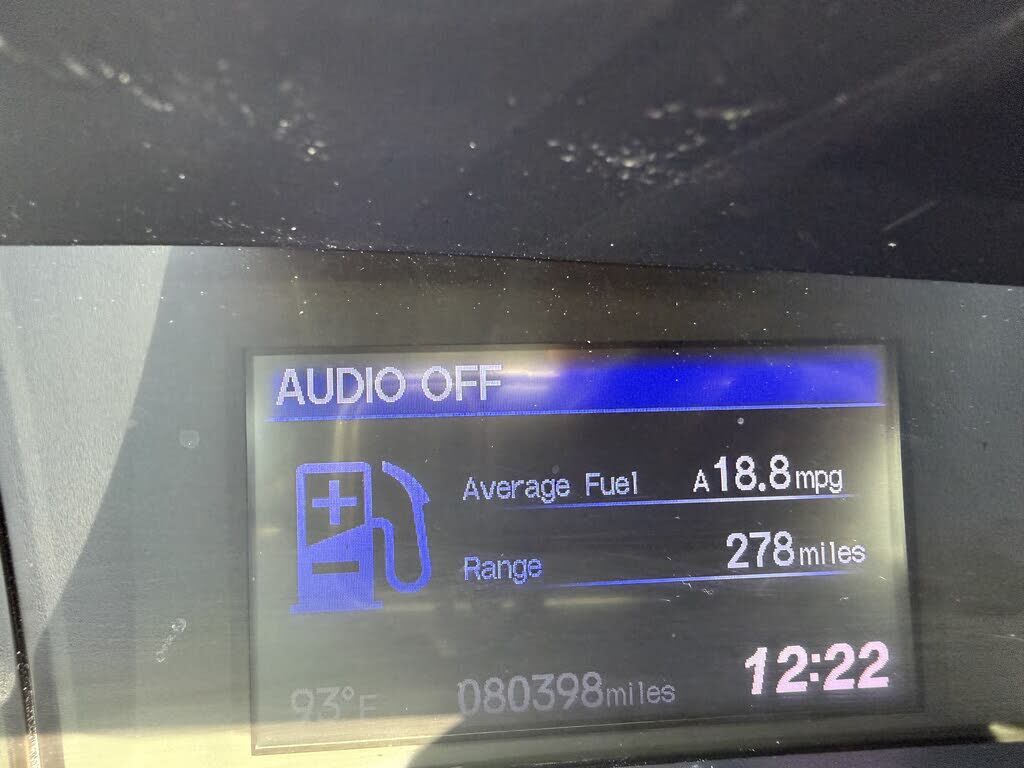 AUDIO OFF
Average Fuel A18.8mpg
Range 278miles
93°F 080398miles 12:22